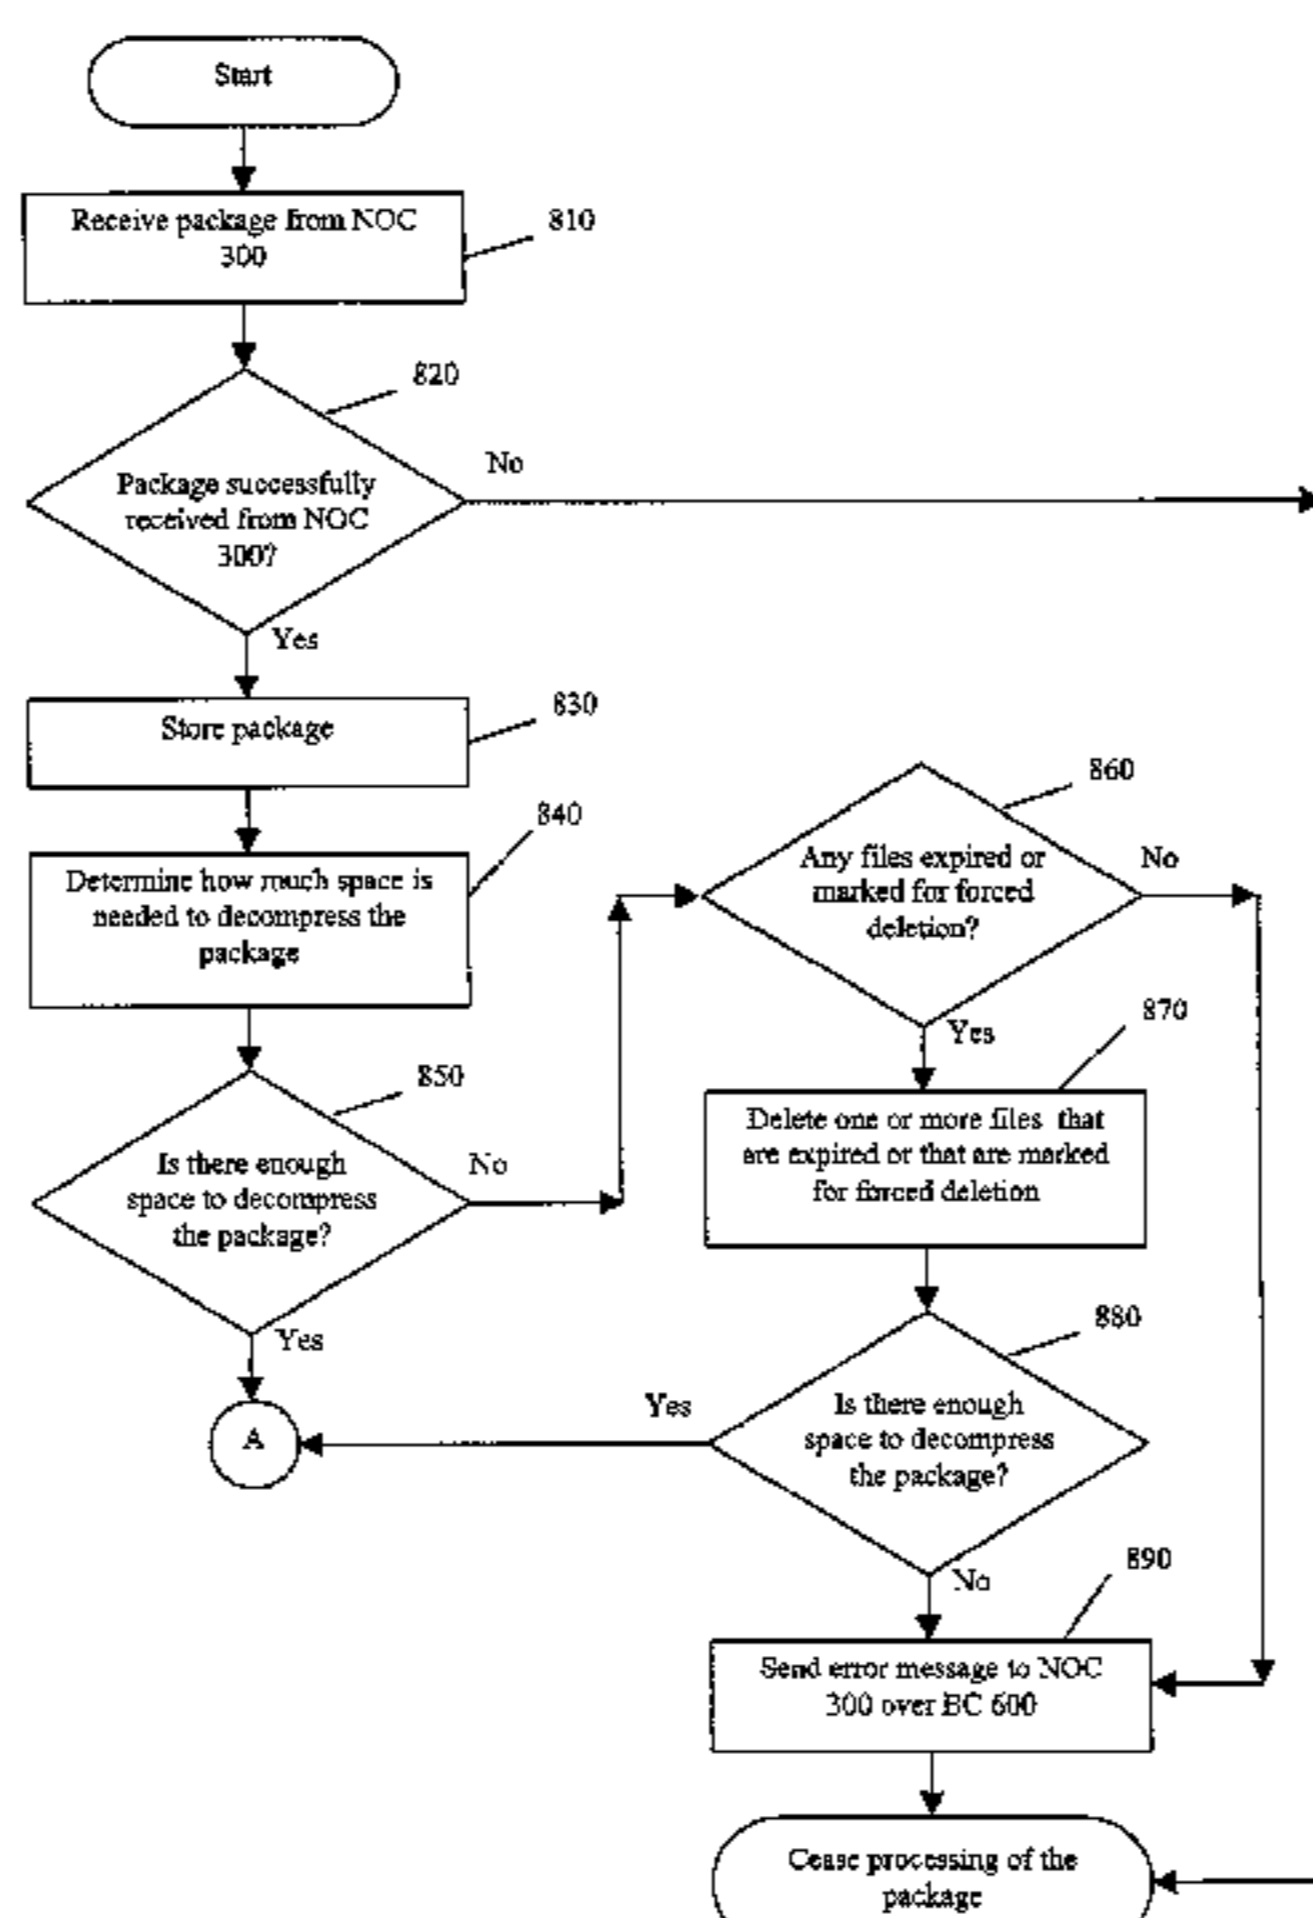 Start
Receive package from NOC
300
810
820
Package successfully
received from NOC
300?
No
Yes
Store package
830
840
Determine how much space is
needed to decompress the
package
850
Is there enough
space to decompress
the package?
No
Yes
A
860
Any files expired or
marked for forced
deletion?
No
Yes
870
Delete one or more files that
are expired or that are marked
for forced deletion
880
Is there enough
space to decompress
the package?
Yes
No
890
Send error message to NOC
300 over BC 600
Cease processing of the
package